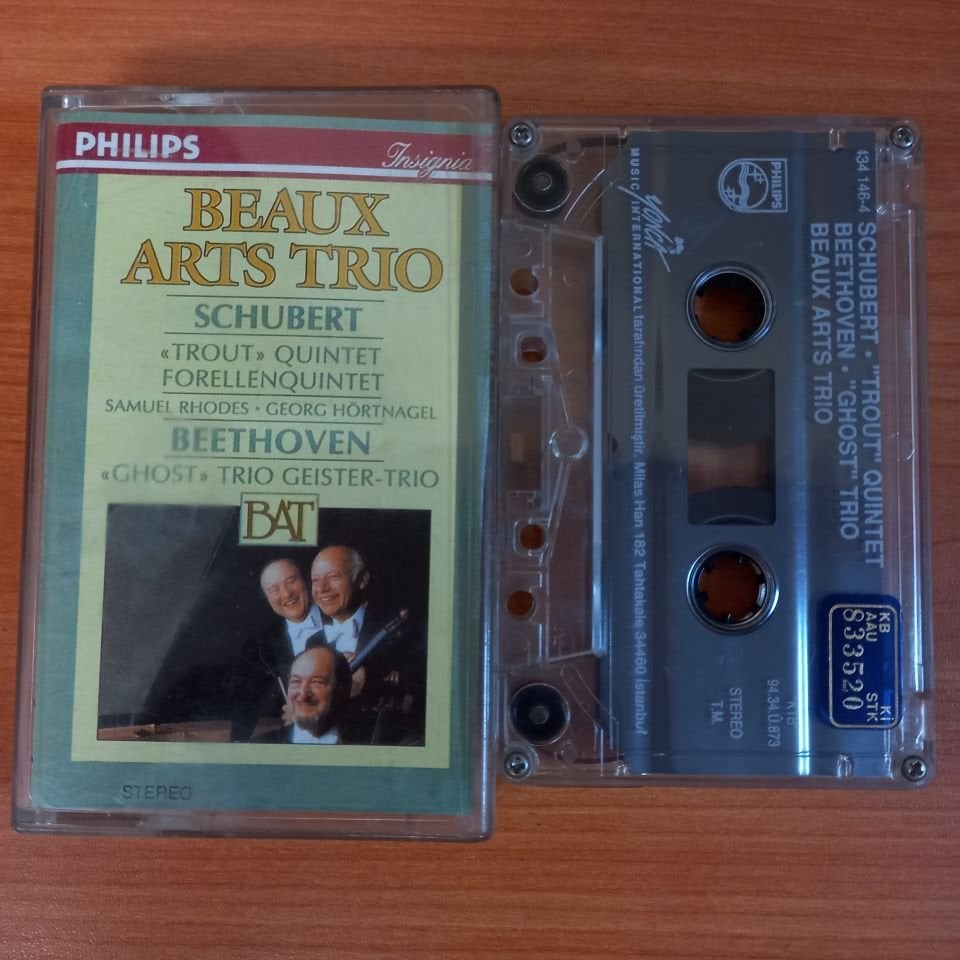 PHILIPS
Insignia
BEAUX
ARTS TRIO
SCHUBERT
«TROUT» QUINTET
FORELLENQUINTET
SAMUEL RHODES • GEORG HÖRTNAGEL
BEETHOVEN
«GHOST» TRIO GEISTER-TRIO
BAT
STEREO
434 146-4 SCHUBERT • "TROUT" QUINTET
BEETHOVEN • "GHOST" TRIO
BEAUX ARTS TRIO
PHILIPS
MUSIC INTERNATIONAL tarafından üretilmiştir. Milas Han 182 Tahtakale 34460 İstanbul
KTB
94.34.Ü.873
STEREO
T.M.
KB Kİ
AAU STK
833520